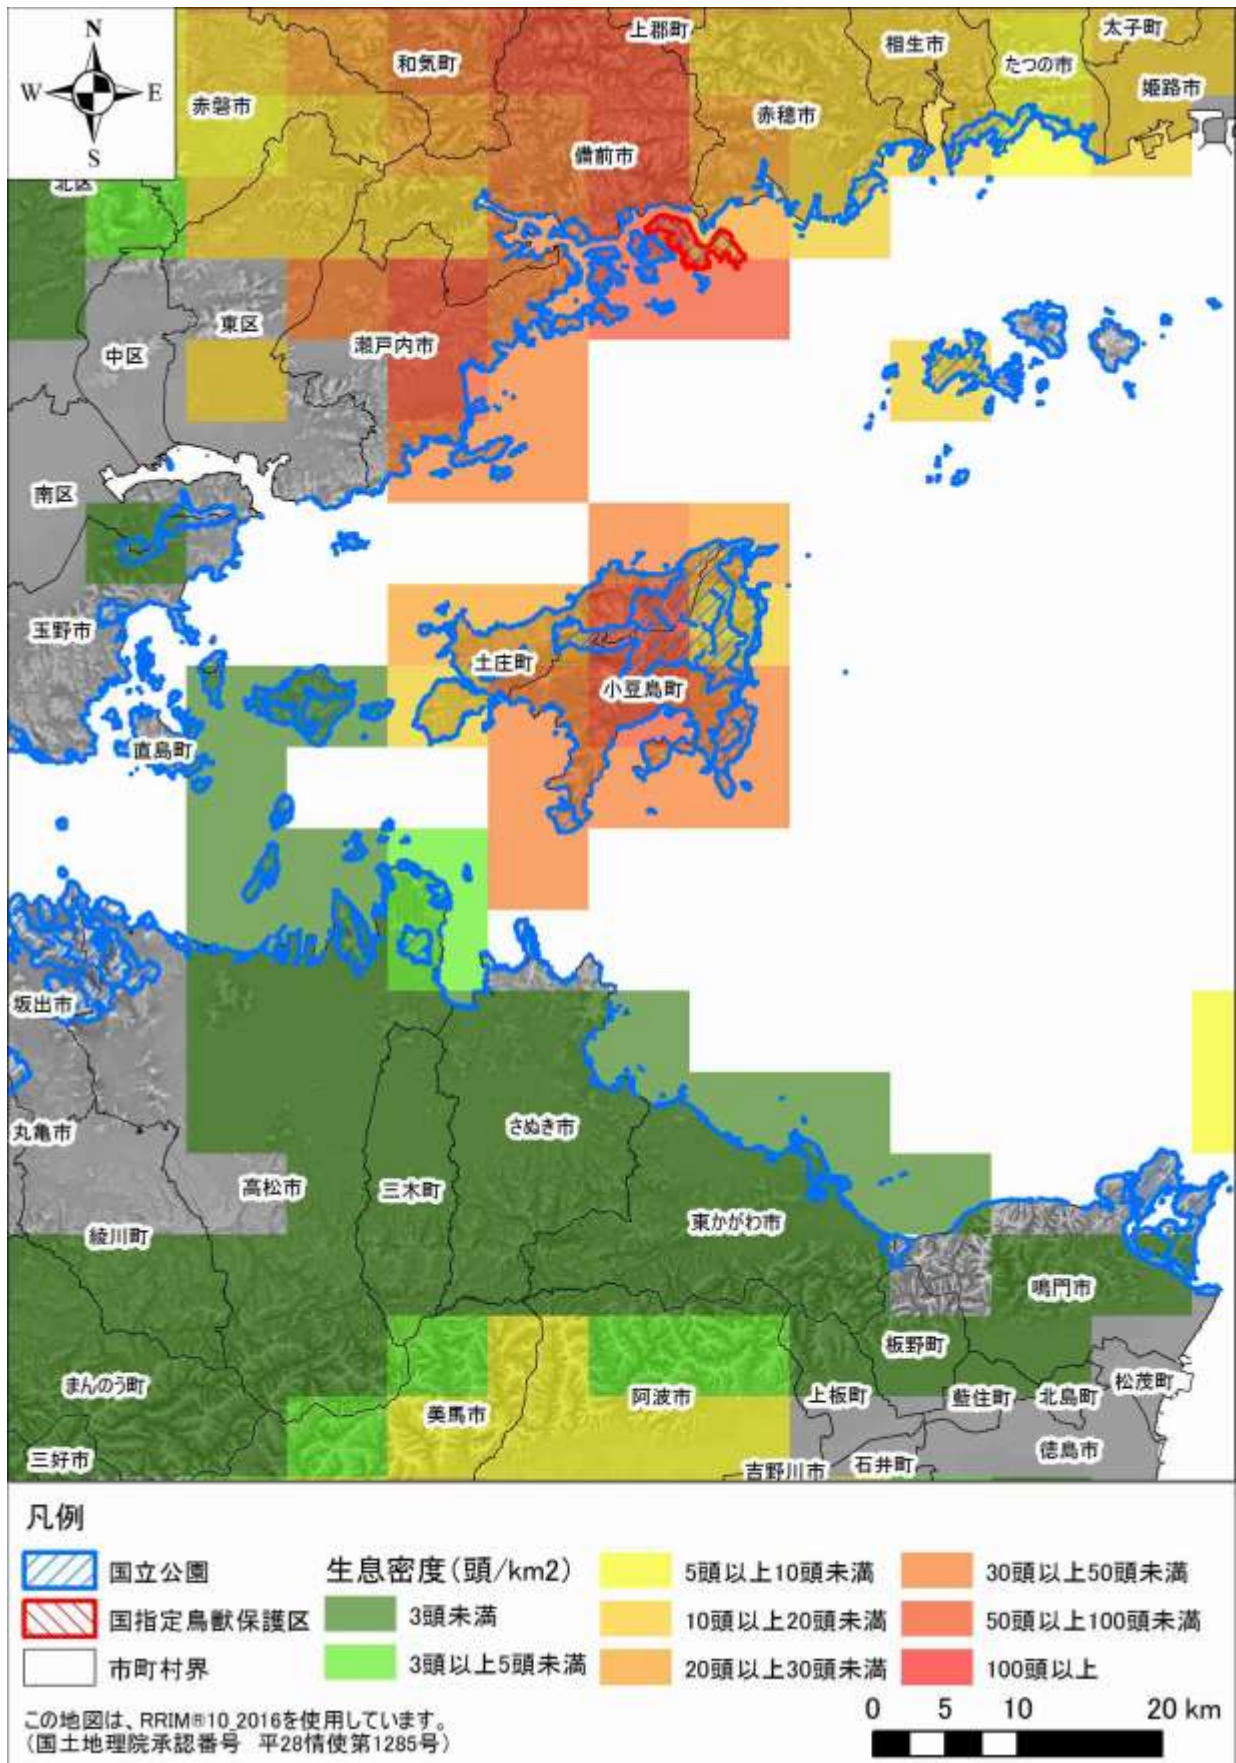 N
上郡町
太子町
相生市
和気町
たつの市
W
E
姫路市
赤磐市
赤穂市
S
備前市
北区
東区
瀬戸内市
中区
南区
玉野市
土庄町
小豆島町
直島町
坂出市
丸亀市
さぬき市
高松市
三木町
東かがわ市
綾川町
鳴門市
板野町
まんのう町
松茂町
阿波市
上板町
藍住町
北島町
美馬市
徳島市
三好市
吉野川市
石井町
凡例
国立公園
国指定鳥獣保護区
市町村界
生息密度(頭/km2)
3頭未満
3頭以上5頭未満
5頭以上10頭未満
10頭以上20頭未満
20頭以上30頭未満
30頭以上50頭未満
50頭以上100頭未満
100頭以上
この地図は、RRIM®10_2016を使用しています。
(国土地理院承認番号 平28情使第1285号)
0 5 10 20 km